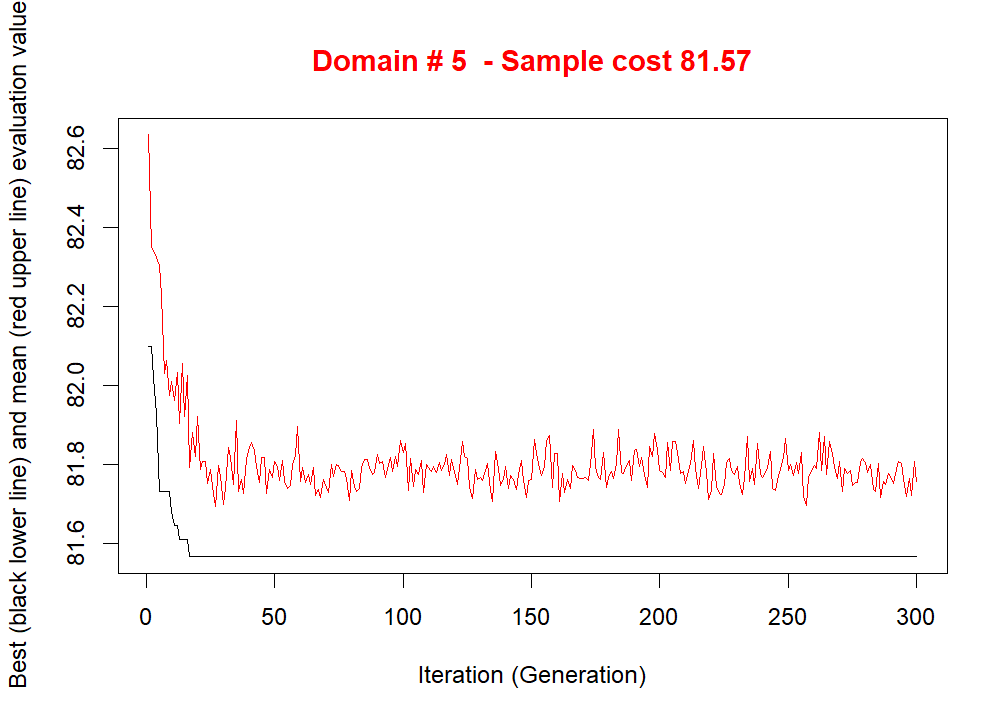 Domain # 5  - Sample cost 81.57
Best (black lower line) and mean (red upper line) evaluation value
82.6
82.4
82.2
82.0
81.8
81.6
0 50 100 150 200 250 300
Iteration (Generation)